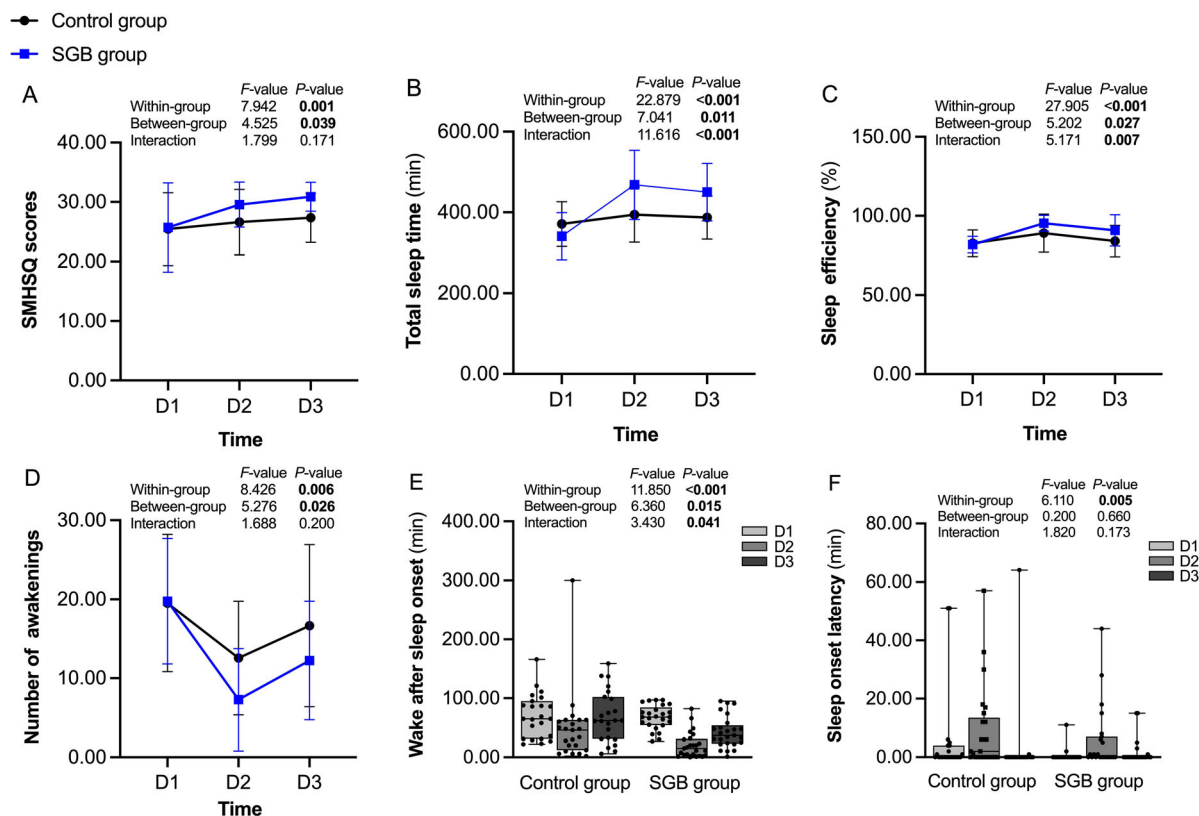 Control group
SGB group
A
F-value P-value
Within-group 7.942 0.001
Between-group 4.525 0.039
Interaction 1.799 0.171
40.00
30.00
20.00
10.00
0.00
SMHSQ scores
D1 D2 D3
Time
B
F-value P-value
Within-group 22.879 <0.001
Between-group 7.041 0.011
Interaction 11.616 <0.001
600.00
400.00
200.00
0.00
Total sleep time (min)
D1 D2 D3
Time
C
F-value P-value
Within-group 27.905 <0.001
Between-group 5.202 0.027
Interaction 5.171 0.007
150.00
100.00
50.00
0.00
Sleep efficiency (%)
D1 D2 D3
Time
D
F-value P-value
Within-group 8.426 0.006
Between-group 5.276 0.026
Interaction 1.688 0.200
30.00
20.00
10.00
0.00
Number of awakenings
D1 D2 D3
Time
E
F-value P-value
Within-group 11.850 <0.001
Between-group 6.360 0.015
Interaction 3.430 0.041
400.00
300.00
200.00
100.00
0.00
Wake after sleep onset (min)
D1
D2
D3
Control group SGB group
F
F-value P-value
Within-group 6.110 0.005
Between-group 0.200 0.660
Interaction 1.820 0.173
80.00
60.00
40.00
20.00
0.00
Sleep onset latency (min)
D1
D2
D3
Control group SGB group